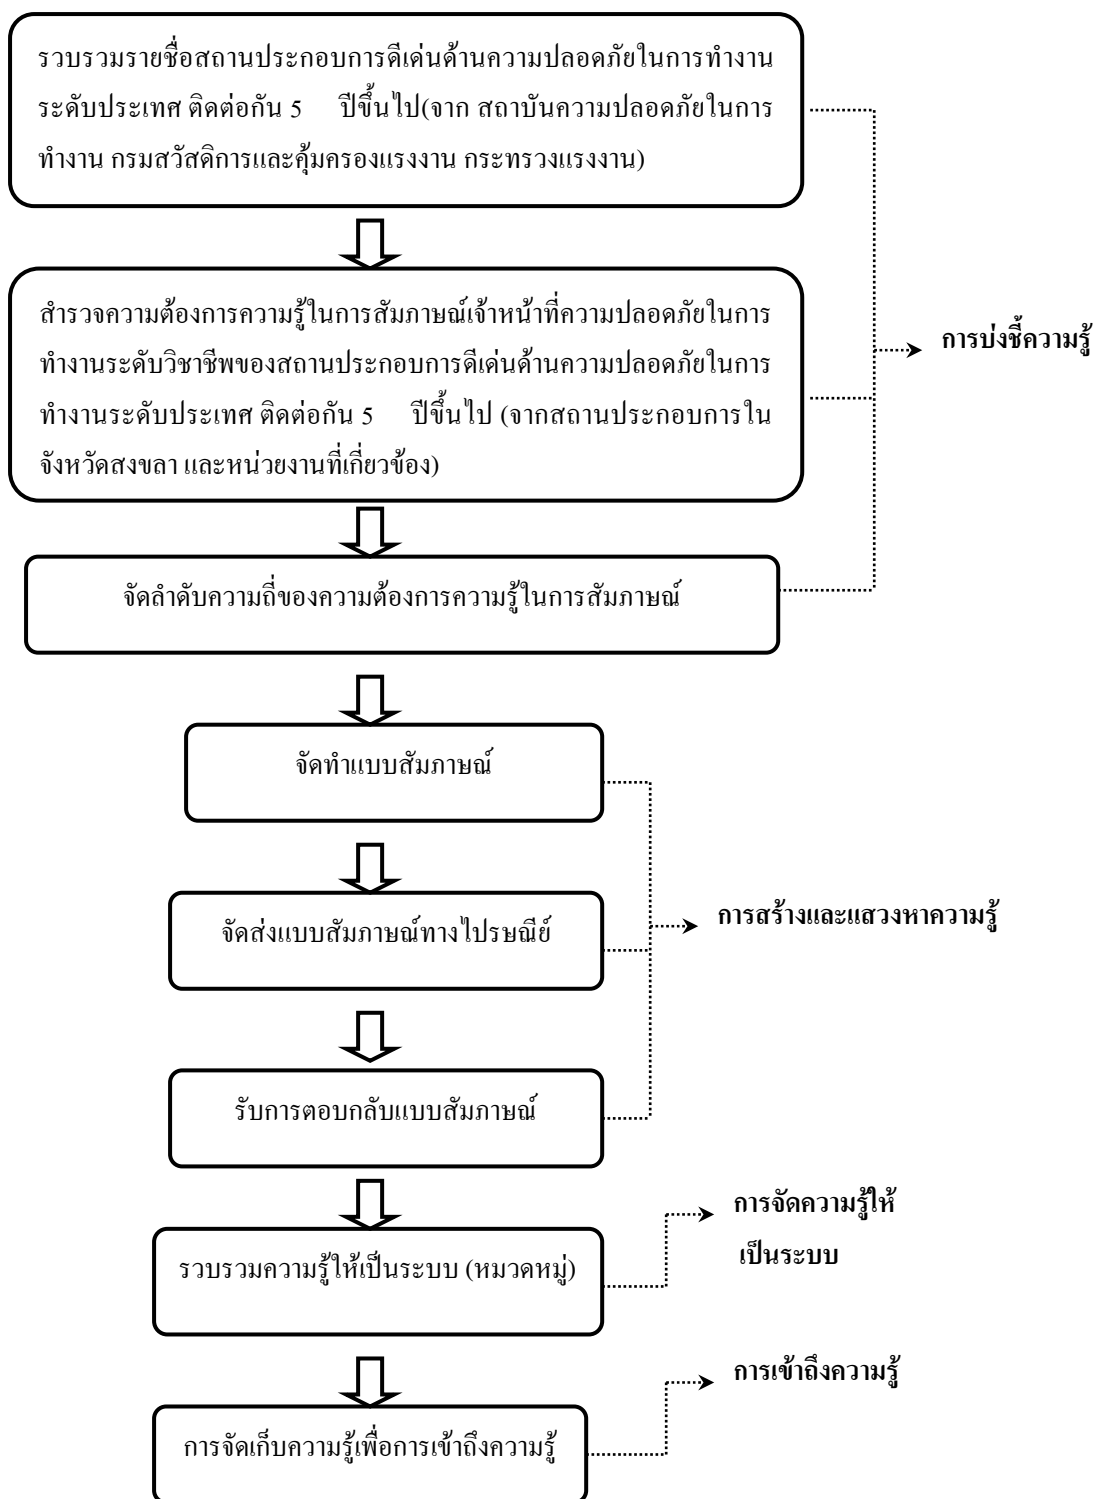 รวบรวมรายชื่อสถานประกอบการดีเด่นด้านความปลอดภัยในการทำงาน
ระดับประเทศ ติดต่อกัน 5 ปีขึ้นไป(จาก สถาบันความปลอดภัยในการ
ทำงาน กรมสวัสดิการและคุ้มครองแรงงาน กระทรวงแรงงาน)
สำรวจความต้องการความรู้ในการสัมภาษณ์เจ้าหน้าที่ความปลอดภัยในการ
ทำงานระดับวิชาชีพของสถานประกอบการดีเด่นด้านความปลอดภัยในการ
ทำงานระดับประเทศ ติดต่อกัน 5 ปีขึ้นไป (จากสถานประกอบการใน
จังหวัดสงขลา และหน่วยงานที่เกี่ยวข้อง)
การบ่งชี้ความรู้
จัดลำดับความถี่ของความต้องการความรู้ในการสัมภาษณ์
จัดทำแบบสัมภาษณ์
จัดส่งแบบสัมภาษณ์ทางไปรษณีย์
การสร้างและแสวงหาความรู้
รับการตอบกลับแบบสัมภาษณ์
การจัดความรู้ให้
เป็นระบบ
รวบรวมความรู้ให้เป็นระบบ (หมวดหมู่)
การเข้าถึงความรู้
การจัดเก็บความรู้เพื่อการเข้าถึงความรู้